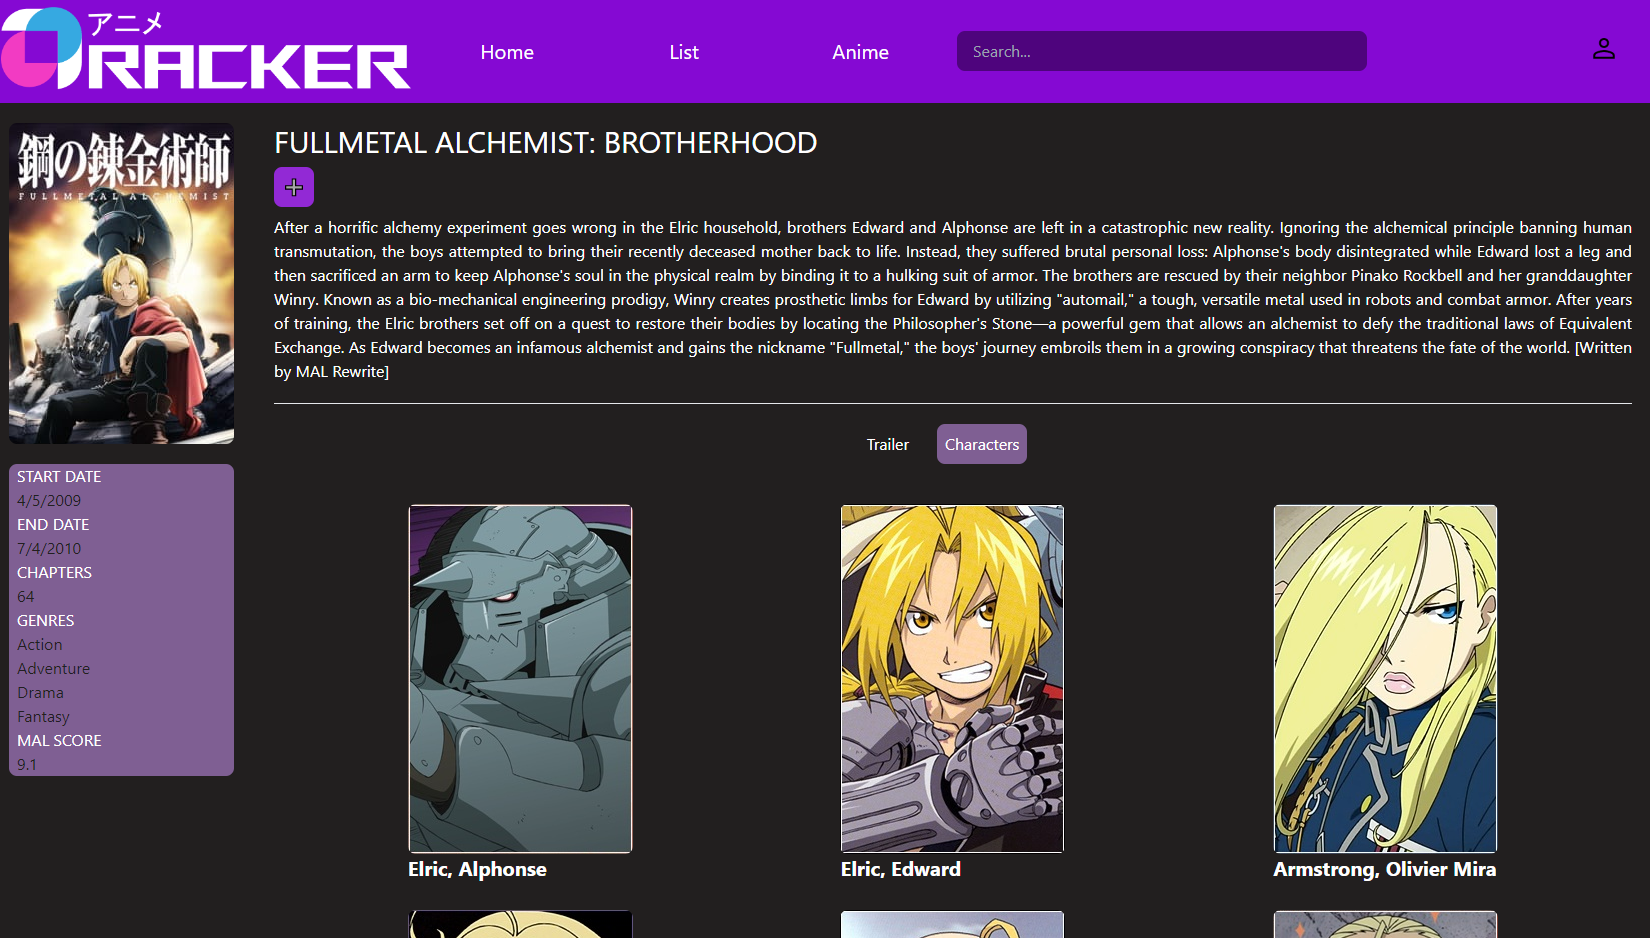 アニメ
RACKER
Home
List
Anime
Search...
鋼の錬金術師
FULLMETAL ALCHEMIST
FULLMETAL ALCHEMIST: BROTHERHOOD
After a horrific alchemy experiment goes wrong in the Elric household, brothers Edward and Alphonse are left in a catastrophic new reality. Ignoring the alchemical principle banning human
transmutation, the boys attempted to bring their recently deceased mother back to life. Instead, they suffered brutal personal loss: Alphonse's body disintegrated while Edward lost a leg and
then sacrificed an arm to keep Alphonse's soul in the physical realm by binding it to a hulking suit of armor. The brothers are rescued by their neighbor Pinako Rockbell and her granddaughter
Winry. Known as a bio-mechanical engineering prodigy, Winry creates prosthetic limbs for Edward by utilizing "automail," a tough, versatile metal used in robots and combat armor. After years
of training, the Elric brothers set off on a quest to restore their bodies by locating the Philosopher's Stone—a powerful gem that allows an alchemist to defy the traditional laws of Equivalent
Exchange. As Edward becomes an infamous alchemist and gains the nickname "Fullmetal," the boys' journey embroils them in a growing conspiracy that threatens the fate of the world. [Written
by MAL Rewrite]
START DATE
4/5/2009
END DATE
7/4/2010
CHAPTERS
64
GENRES
Action
Adventure
Drama
Fantasy
MAL SCORE
9.1
Trailer
Characters
Elric, Alphonse
Elric, Edward
Armstrong, Olivier Mira